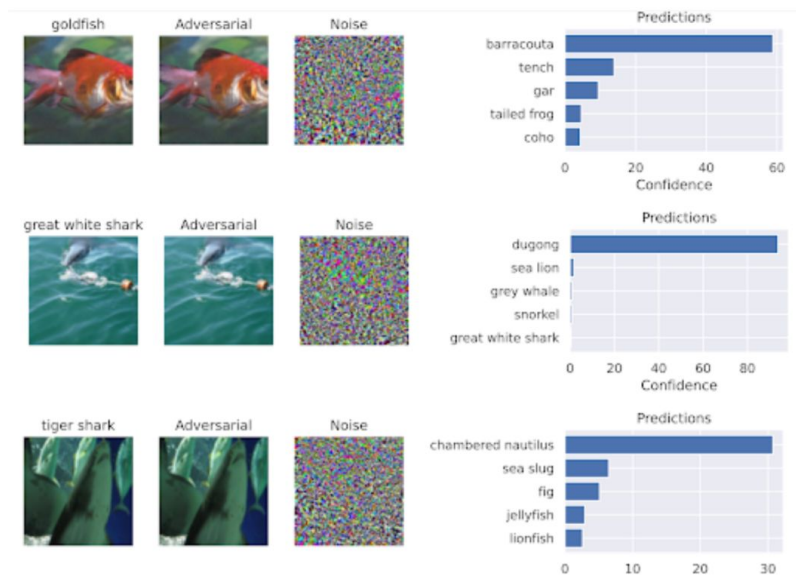 goldfish Adversarial Noise Predictions
barracouta
tench
gar
tailed frog
coho
0 20 40 60
Confidence
great white shark Adversarial Noise Predictions
dugong
sea lion
grey whale
snorkel
great white shark
0 20 40 60 80
Confidence
tiger shark Adversarial Noise Predictions
chambered nautilus
sea slug
fig
jellyfish
lionfish
0 10 20 30